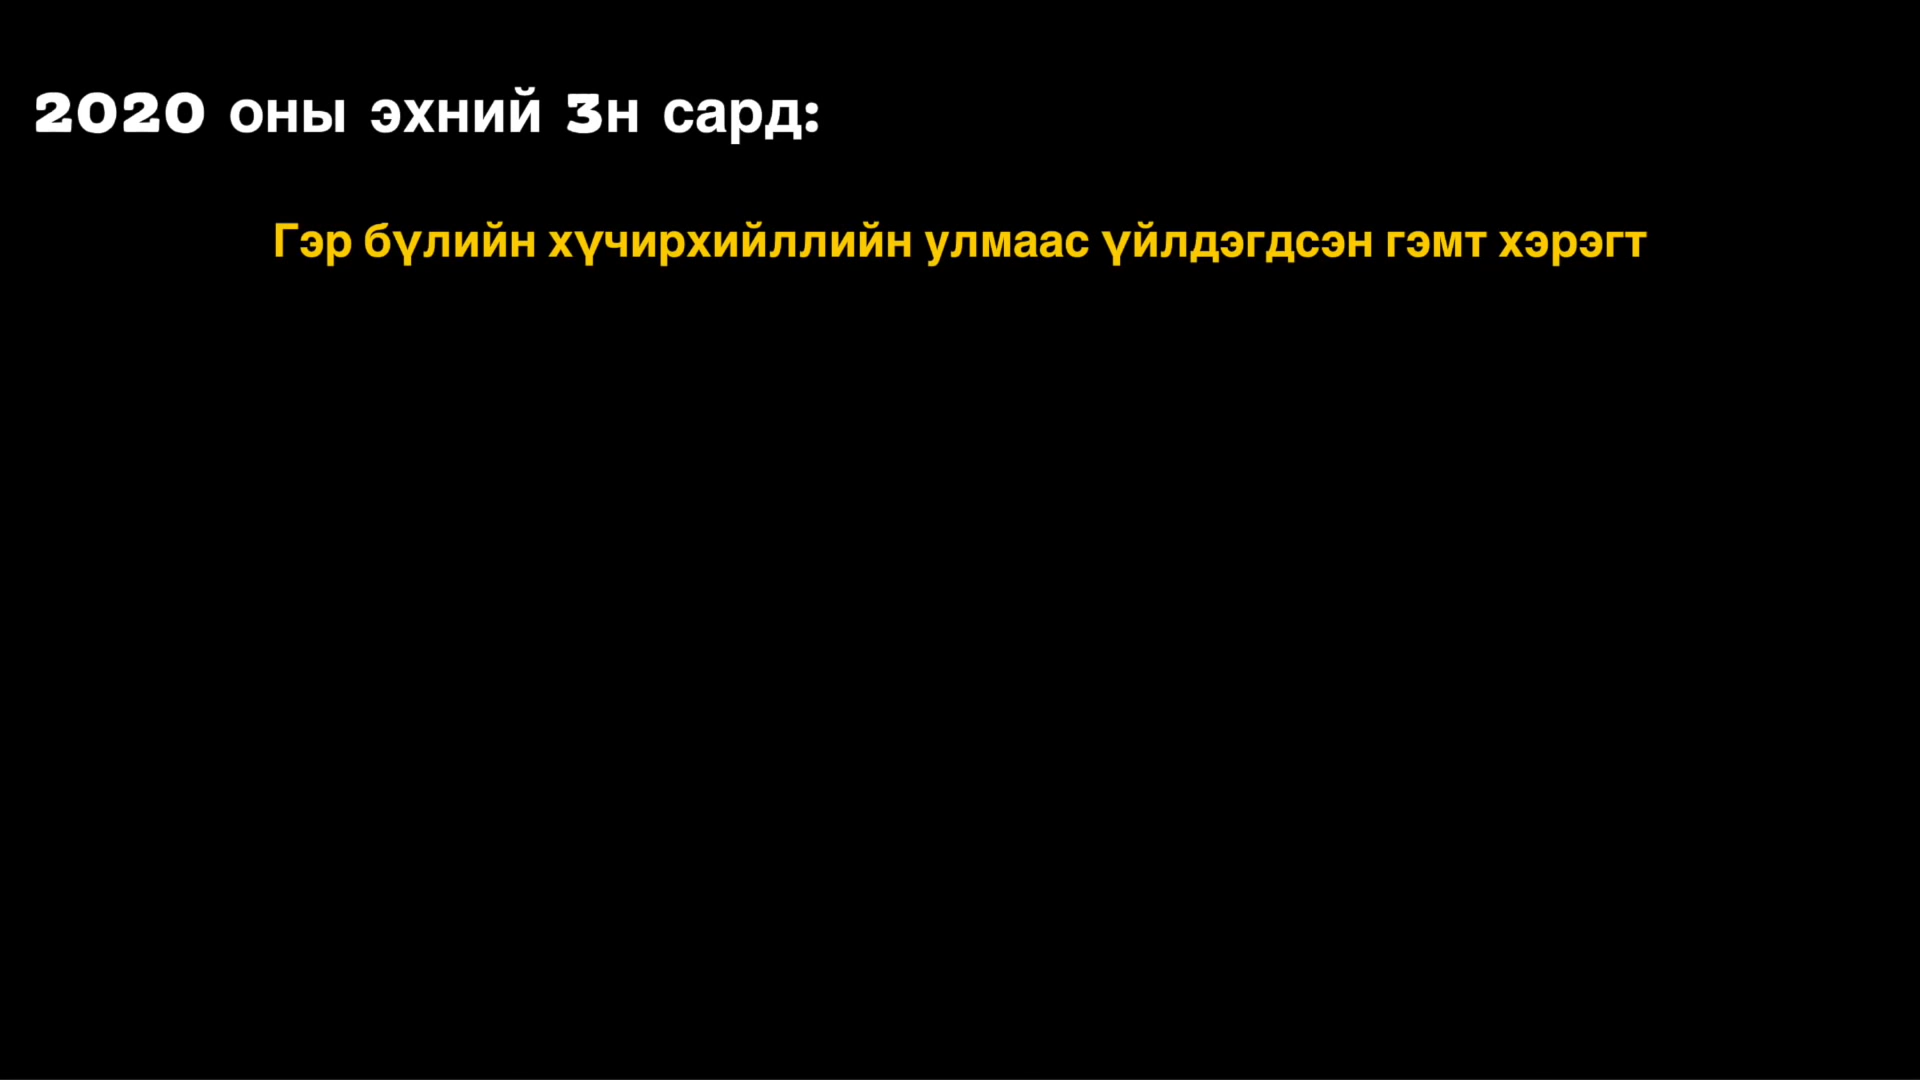 2020 оны эхний 3н сард:
Гэр бүлийн хүчирхийллийн улмаас үйлдэгдсэн гэмт хэрэгт